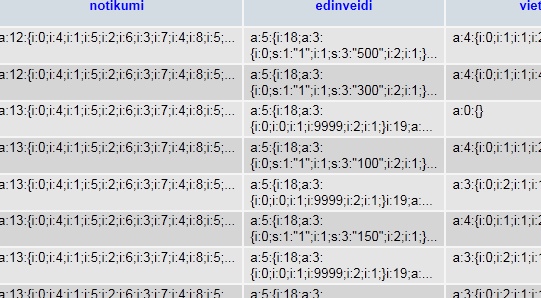 notikumi edinveidi viet
a:12:{i:0;i:4;i:1;i:5;i:2;i:6;i:3;i:7;i:4;i:8;i:5;... a:5:{i:18;a:3: a:4:{i:0;i:1;i:1;i:2
{i:0;s:1:"1";i:1;s:3:"500";i:2;i:1;}...
a:12:{i:0;i:4;i:1;i:5;i:2;i:6;i:3;i:7;i:4;i:8;i:5;... a:5:{i:18;a:3: a:4:{i:0;i:1;i:1;i:4
{i:0;s:1:"1";i:1;s:3:"300";i:2;i:1;}...
a:13:{i:0;i:4;i:1;i:5;i:2;i:6;i:3;i:7;i:4;i:8;i:5;... a:5:{i:18;a:3: a:0:{}
{i:0;i:0;i:1;i:9999;i:2;i:1;}i:19;a:...
a:13:{i:0;i:4;i:1;i:5;i:2;i:6;i:3;i:7;i:4;i:8;i:5;... a:5:{i:18;a:3: a:4:{i:0;i:1;i:1;i:2
{i:0;s:1:"1";i:1;s:3:"100";i:2;i:1;}...
a:13:{i:0;i:4;i:1;i:5;i:2;i:6;i:3;i:7;i:4;i:8;i:5;... a:5:{i:18;a:3: a:3:{i:0;i:2;i:1;i:1
{i:0;i:0;i:1;i:9999;i:2;i:1;}i:19;a:...
a:13:{i:0;i:4;i:1;i:5;i:2;i:6;i:3;i:7;i:4;i:8;i:5;... a:5:{i:18;a:3: a:4:{i:0;i:1;i:1;i:2
{i:0;s:1:"1";i:1;s:3:"150";i:2;i:1;}...
a:13:{i:0;i:4;i:1;i:5;i:2;i:6;i:3;i:7;i:4;i:8;i:5;... a:5:{i:18;a:3: a:3:{i:0;i:2;i:1;i:1
{i:0;i:0;i:1;i:9999;i:2;i:1;}i:19;a:...
a:13:{i:0;i:4;i:1;i:5;i:2;i:6;i:3;i:7;i:4;i:8;i:5;... a:5:{i:18;a:3: a:3:{i:0;i:2;i:1;i:1